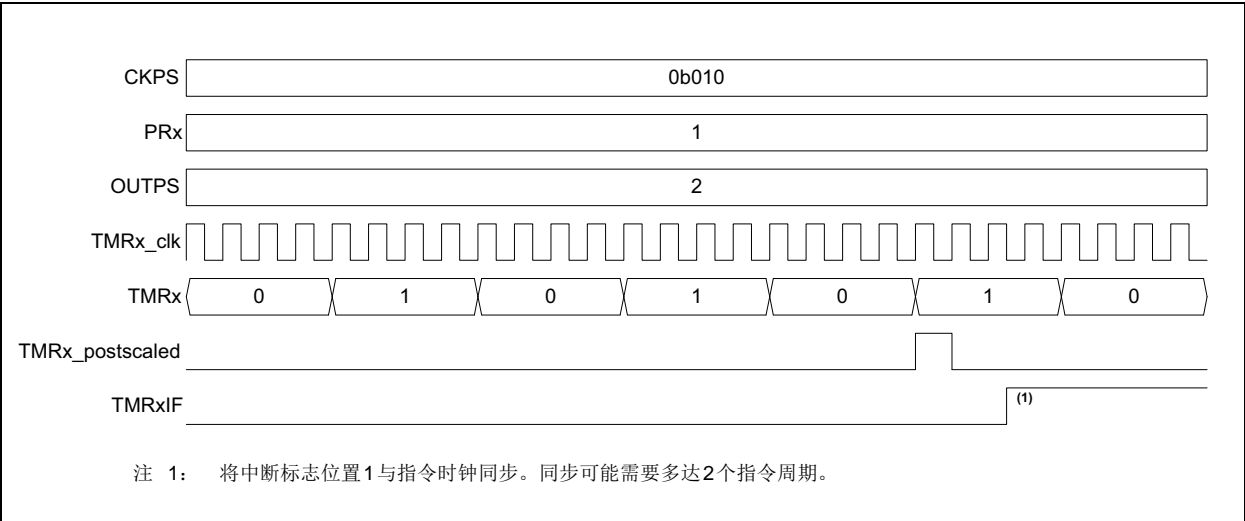 CKPS 0b010
PRx 1
OUTPS 2
TMRx_clk
TMRx 0 1 0 1 0 1 0
TMRx_postscaled
TMRxIF (1)
注 1： 将中断标志位置1与指令时钟同步。同步可能需要多达2个指令周期。